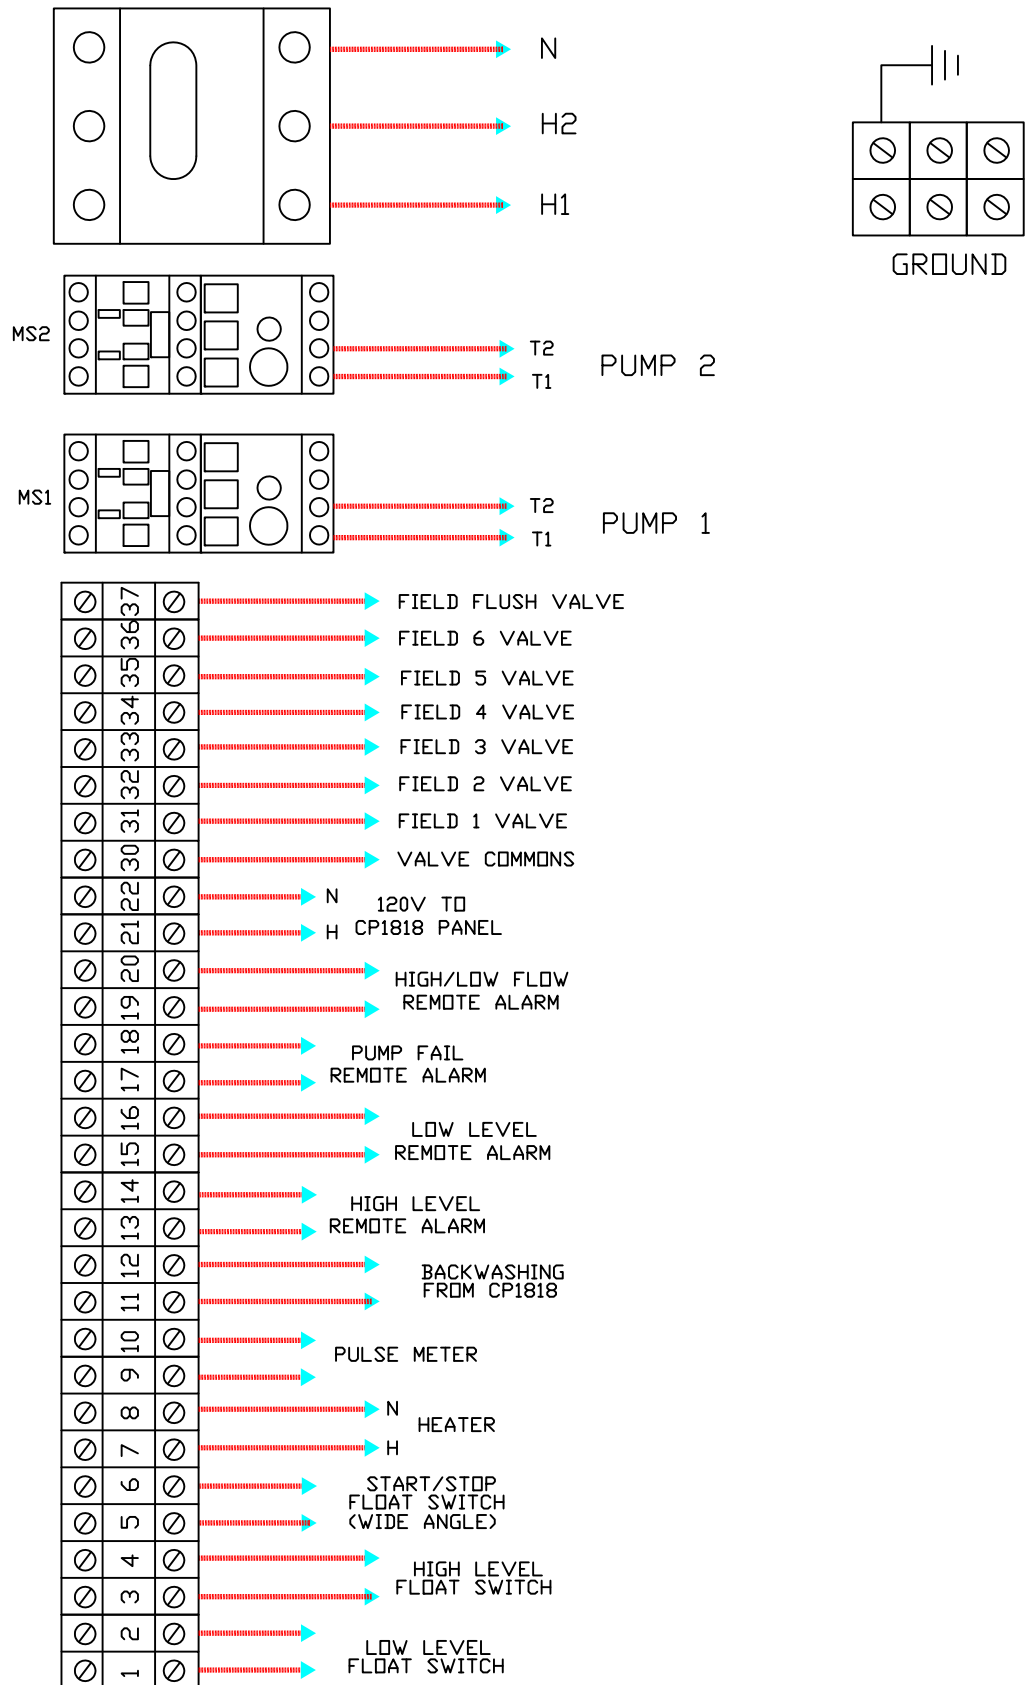 N
H2
H1
GROUND
MS2
T2
T1
PUMP 2
MS1
T2
T1
PUMP 1
37 FIELD FLUSH VALVE
36 FIELD 6 VALVE
35 FIELD 5 VALVE
34 FIELD 4 VALVE
33 FIELD 3 VALVE
32 FIELD 2 VALVE
31 FIELD 1 VALVE
30 VALVE COMMONS
22 N
21 H
120V TO
CP1818 PANEL
20
19
HIGH/LOW FLOW
REMOTE ALARM
18
17
PUMP FAIL
REMOTE ALARM
16
15
LOW LEVEL
REMOTE ALARM
14
13
HIGH LEVEL
REMOTE ALARM
12
11
BACKWASHING
FROM CP1818
10
9
PULSE METER
8 N
7 H
HEATER
6
5
START/STOP
FLOAT SWITCH
(WIDE ANGLE)
4
3
HIGH LEVEL
FLOAT SWITCH
2
1
LOW LEVEL
FLOAT SWITCH